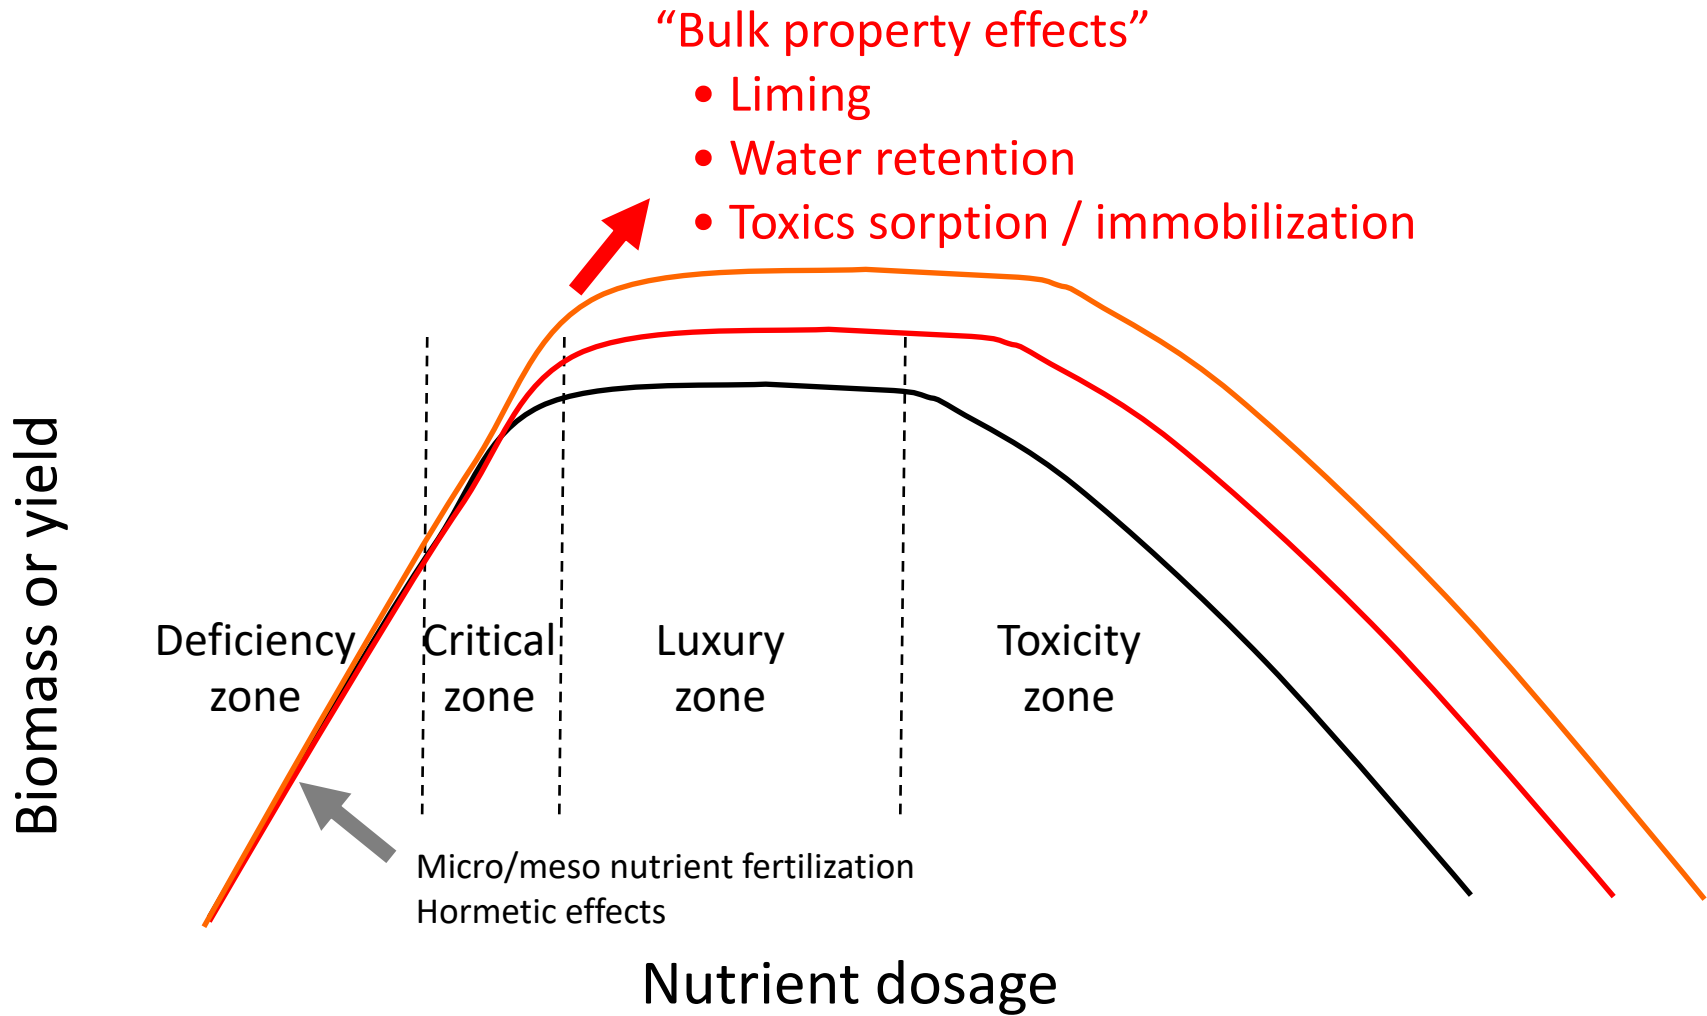 “Bulk property effects”
• Liming
• Water retention
• Toxics sorption / immobilization
Biomass or yield
Deficiency zone
Critical zone
Luxury zone
Toxicity zone
Micro/meso nutrient fertilization
Hormetic effects
Nutrient dosage